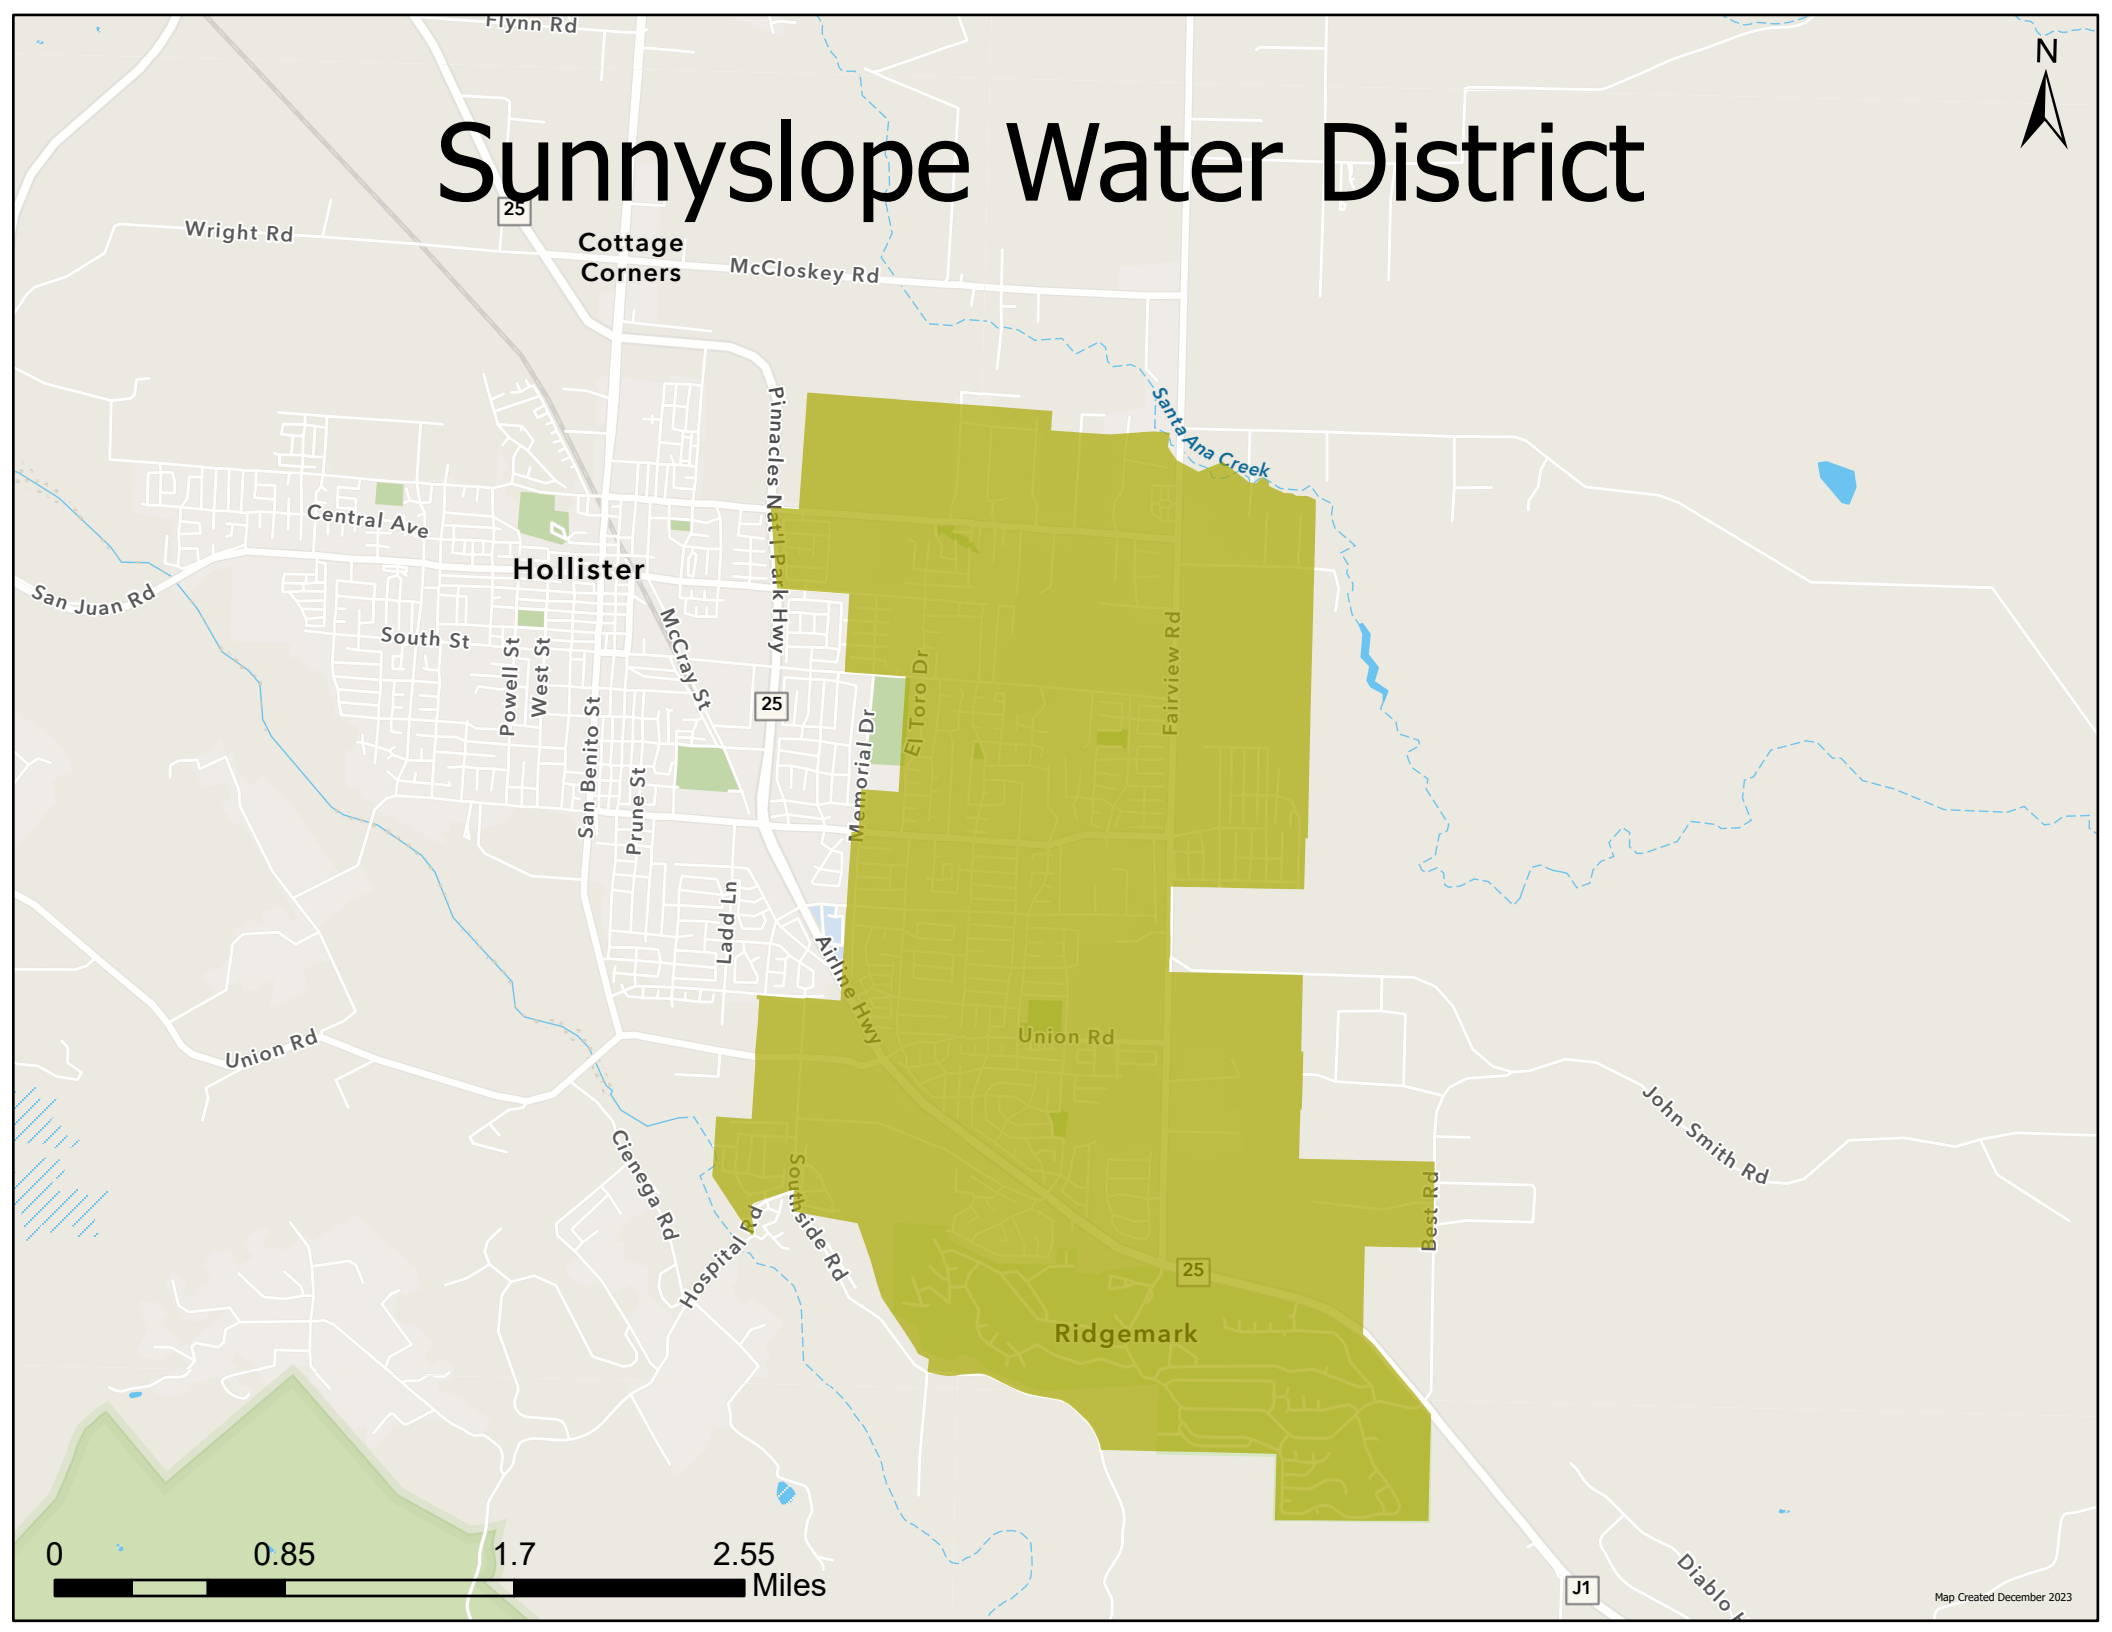 Flynn Rd
N
Sunnyslope Water District
25
Wright Rd
Cottage
Corners
McCloskey Rd
Pinnacles Nat'l Park Hwy
Santa Ana Creek
Central Ave
Hollister
San Juan Rd
South St
Powell St
West St
McCray St
El Toro Dr
Fairview Rd
25
San Benito St
Prune St
Memorial Dr
Ladd Ln
Airline Hwy
Union Rd
Union Rd
John Smith Rd
Cienega Rd
Southside Rd
Hospital Rd
Best Rd
25
Ridgemark
0
0.85
1.7
2.55
Miles
J1
Diablo
Map Created December 2023